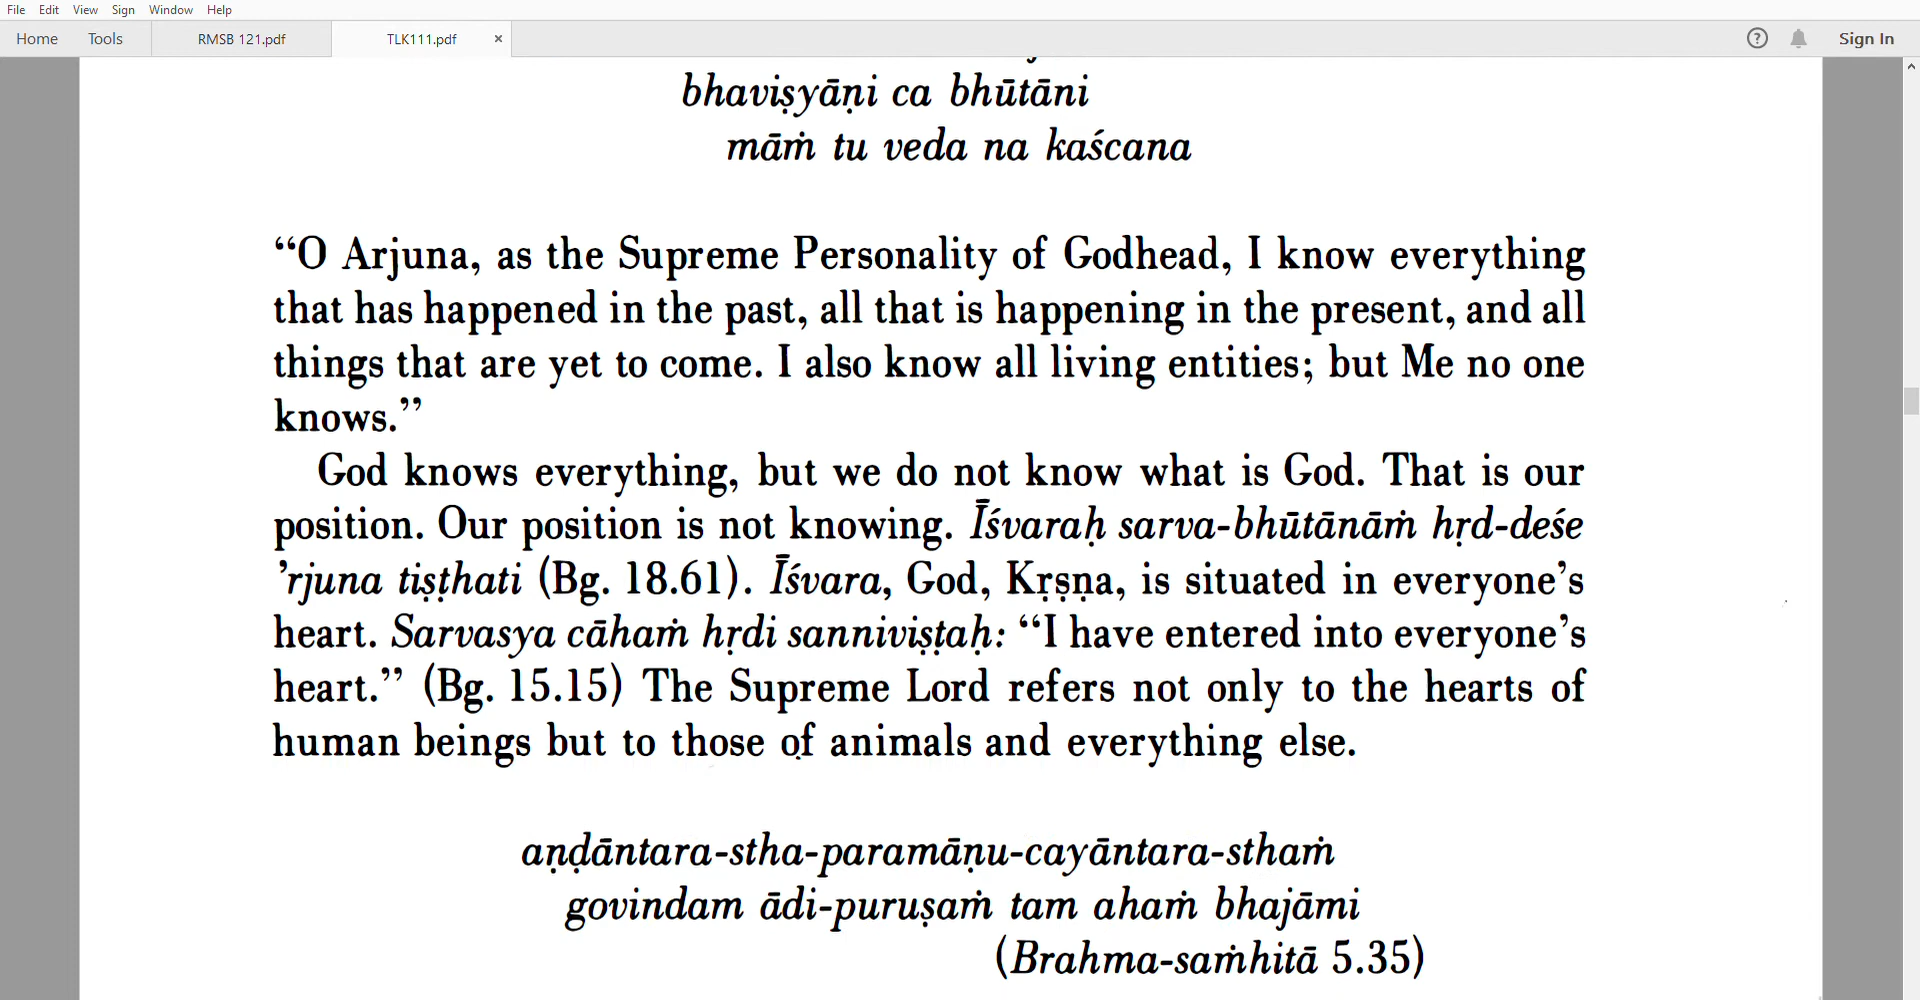 File Edit View Sign Window Help
Home Tools RMSB 121.pdf TLK111.pdf × ? Sign In
bhaviṣyāṇi ca bhūtāni
māṁ tu veda na kaścana
“O Arjuna, as the Supreme Personality of Godhead, I know everything
that has happened in the past, all that is happening in the present, and all
things that are yet to come. I also know all living entities; but Me no one
knows.”
God knows everything, but we do not know what is God. That is our
position. Our position is not knowing. Īśvaraḥ sarva-bhūtānāṁ hṛd-deśe
’rjuna tiṣṭhati (Bg. 18.61). Īśvara, God, Kṛṣṇa, is situated in everyone’s
heart. Sarvasya cāhaṁ hṛdi sanniviṣṭaḥ: “I have entered into everyone’s
heart.” (Bg. 15.15) The Supreme Lord refers not only to the hearts of
human beings but to those of animals and everything else.
aṇḍāntara-stha-paramāṇu-cayāntara-sthaṁ
govindam ādi-puruṣaṁ tam ahaṁ bhajāmi
(Brahma-saṁhitā 5.35)